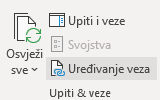 Osvježi
sve
Upiti i veze
Svojstva
Uređivanje veza
Upiti & veze